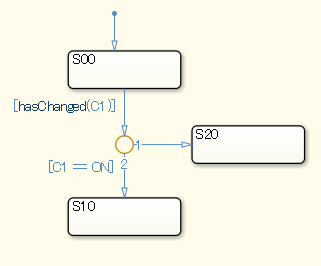 S00
[hasChanged(C1)]
1
S20
[C1 == ON]
2
S10